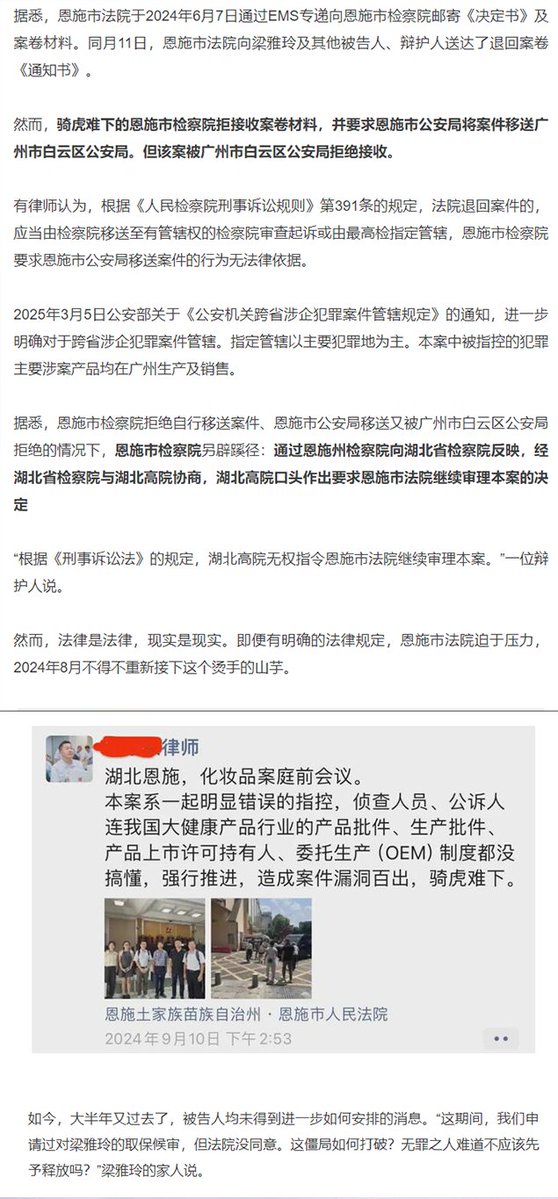 据悉，恩施市法院于2024年6月7日通过EMS专递向恩施市检察院邮寄《决定书》及
案卷材料。同月11日，恩施市法院向梁雅玲及其他被告人、辩护人送达了退回案卷
《通知书》。
然而，骑虎难下的恩施市检察院拒接收案卷材料，并要求恩施市公安局将案件移送广
州市白云区公安局。但该案被广州市白云区公安局拒绝接收。
有律师认为，根据《人民检察院刑事诉讼规则》第391条的规定，法院退回案件的，
应当由检察院移送至有管辖权的检察院审查起诉或由最高检指定管辖，恩施市检察院
要求恩施市公安局移送案件的行为无法律依据。
2025年3月5日公安部关于《公安机关跨省涉企犯罪案件管辖规定》的通知，进一步
明确对于跨省涉企犯罪案件管辖。指定管辖以主要犯罪地为主。本案中被指控的犯罪
主要涉案产品均在广州生产及销售。
据悉，恩施市检察院拒绝自行移送案件、恩施市公安局移送又被广州市白云区公安局
拒绝的情况下，恩施市检察院另辟蹊径：通过恩施州检察院向湖北省检察院反映，经
湖北省检察院与湖北高院协商，湖北高院口头作出要求恩施市法院继续审理本案的决
定
“根据《刑事诉讼法》的规定，湖北高院无权指令恩施市法院继续审理本案。”一位辩
护人说。
然而，法律是法律，现实是现实。即便有明确的法律规定，恩施市法院迫于压力，
2024年8月不得不重新接下这个烫手的山芋。
律师
湖北恩施，化妆品案庭前会议。
本案系一起明显错误的指控，侦查人员、公诉人
连我国大健康产品行业的产品批件、生产批件、
产品上市许可持有人、委托生产（OEM）制度都没
搞懂，强行推进，造成案件漏洞百出，骑虎难下。
恩施土家族苗族自治州·恩施市人民法院
2024年9月10日 下午2:53
如今，大半年又过去了，被告人均未得到进一步如何安排的消息。“这期间，我们申
请过对梁雅玲的取保候审，但法院没同意。这僵局如何打破？无罪之人难道不应该先
予释放吗？”梁雅玲的家人说。